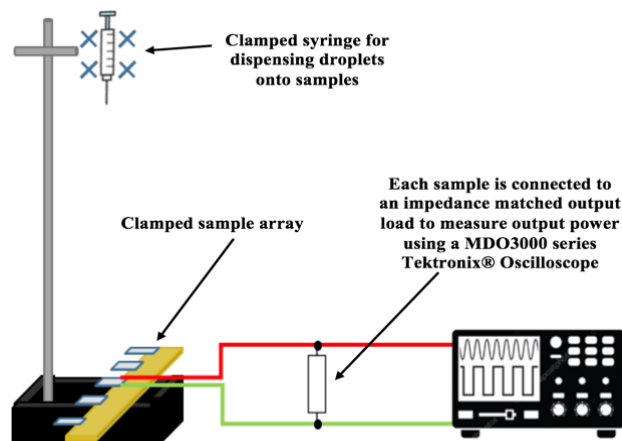 Clamped syringe for
dispensing droplets
onto samples
Each sample is connected to
an impedance matched output
load to measure output power
using a MDO3000 series
Tektronix® Oscilloscope
Clamped sample array